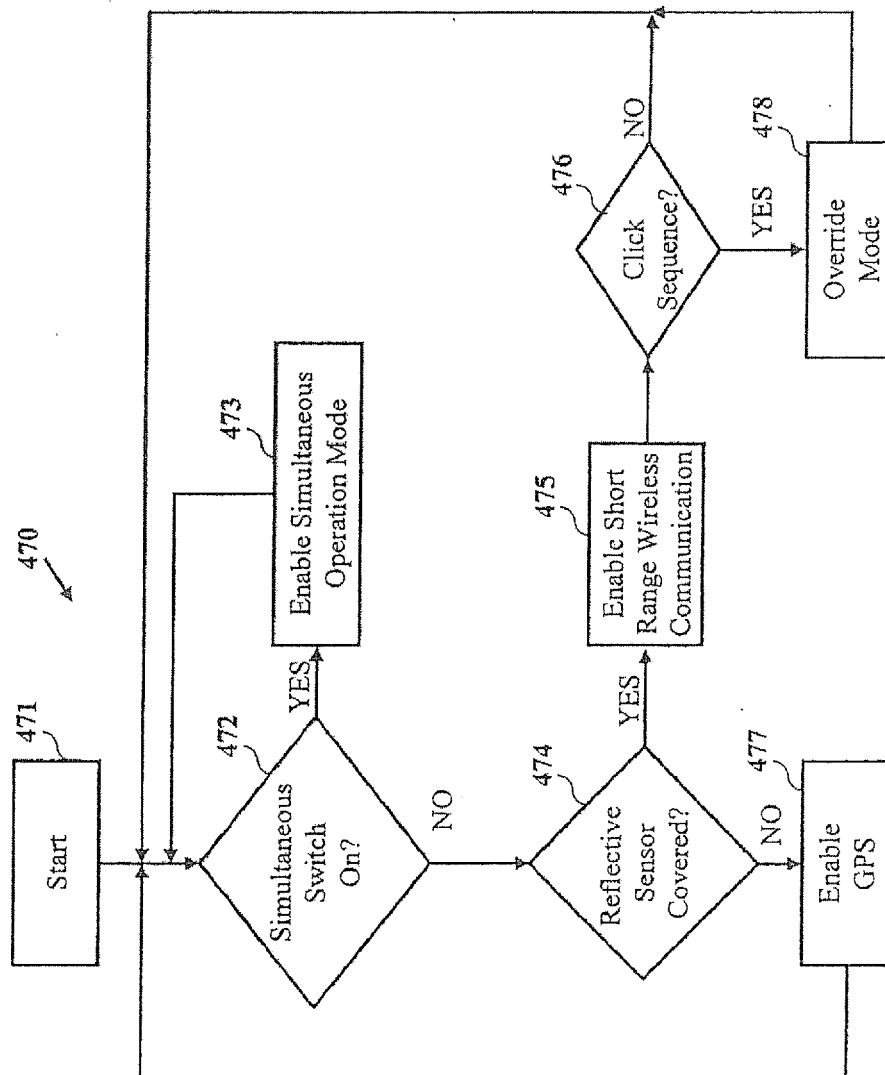 470
471
Start
472
Simultaneous
Switch
On?
YES
NO
473
Enable Simultaneous
Operation Mode
474
Reflective
Sensor
Covered?
YES
NO
475
Enable Short
Range Wireless
Communication
476
Click
Sequence?
NO
YES
477
Enable
GPS
478
Override
Mode